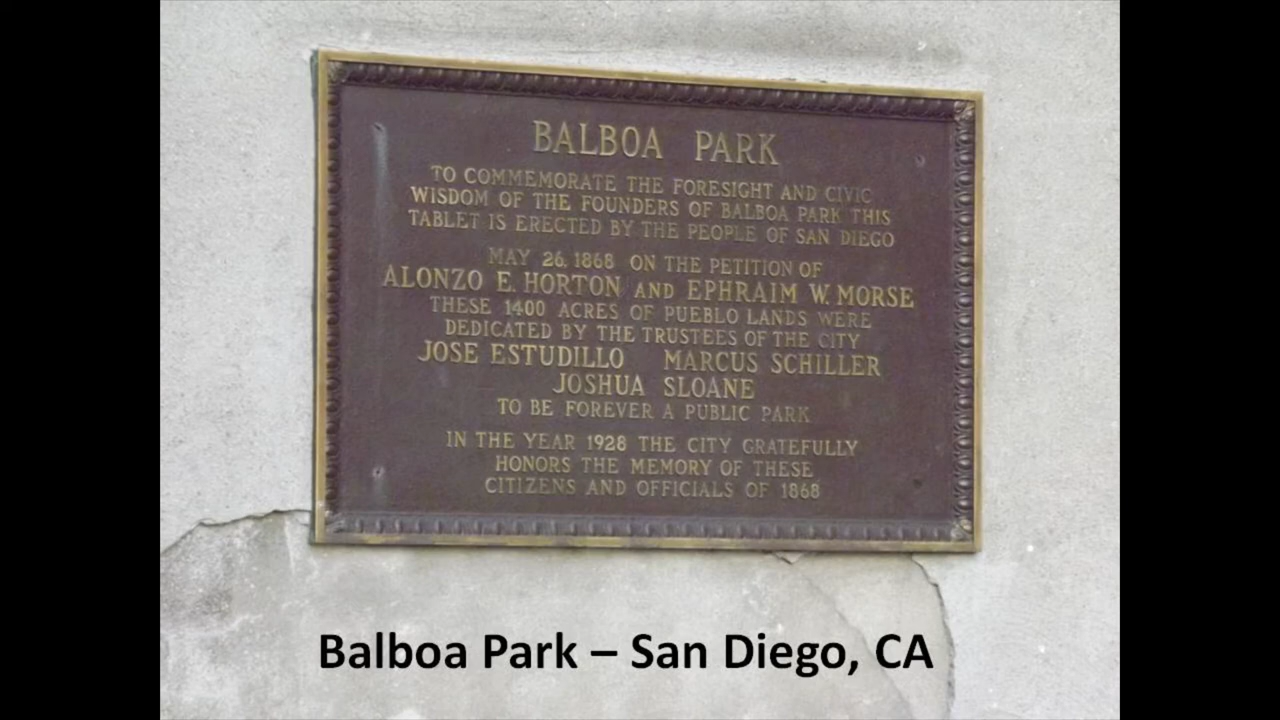 BALBOA PARK
TO COMMEMORATE THE FORESIGHT AND CIVIC
WISDOM OF THE FOUNDERS OF BALBOA PARK THIS
TABLET IS ERECTED BY THE PEOPLE OF SAN DIEGO
MAY 26, 1868 ON THE PETITION OF
ALONZO E. HORTON AND EPHRAIM W. MORSE
THESE 1400 ACRES OF PUEBLO LANDS WERE
DEDICATED BY THE TRUSTEES OF THE CITY
JOSE ESTUDILLO MARCUS SCHILLER
JOSHUA SLOANE
TO BE FOREVER A PUBLIC PARK
IN THE YEAR 1928 THE CITY GRATEFULLY
HONORS THE MEMORY OF THESE
CITIZENS AND OFFICIALS OF 1868
Balboa Park – San Diego, CA